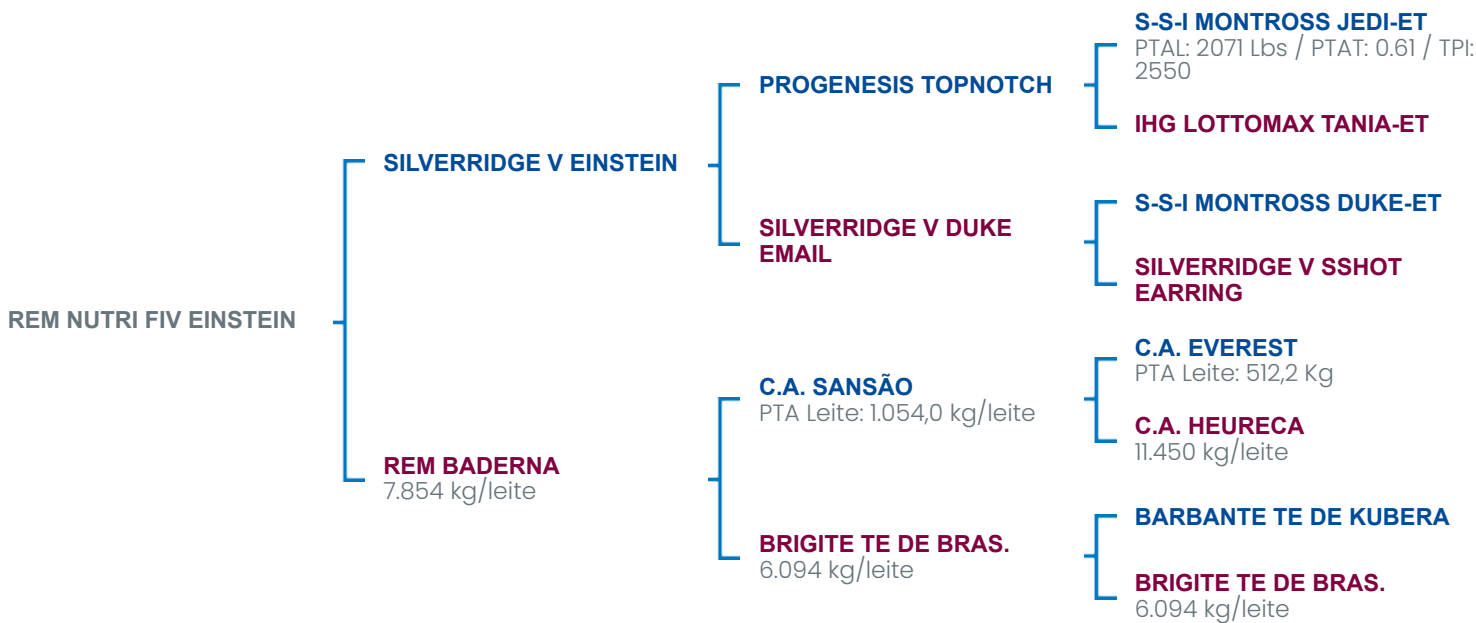 S-S-I MONTROSS JEDI-ET
PTAL: 2071 Lbs / PTAT: 0.61 / TPI:
2550
PROGENESIS TOPNOTCH
IHG LOTTOMAX TANIA-ET
SILVERRIDGE V EINSTEIN
S-S-I MONTROSS DUKE-ET
SILVERRIDGE V DUKE
EMAIL
SILVERRIDGE V SSHOT
EARRING
REM NUTRI FIV EINSTEIN
C.A. EVEREST
PTA Leite: 512,2 Kg
C.A. SANSÃO
PTA Leite: 1.054,0 kg/leite
C.A. HEURECA
11.450 kg/leite
REM BADERNA
7.854 kg/leite
BARBANTE TE DE KUBERA
BRIGITE TE DE BRAS.
6.094 kg/leite
BRIGITE TE DE BRAS.
6.094 kg/leite